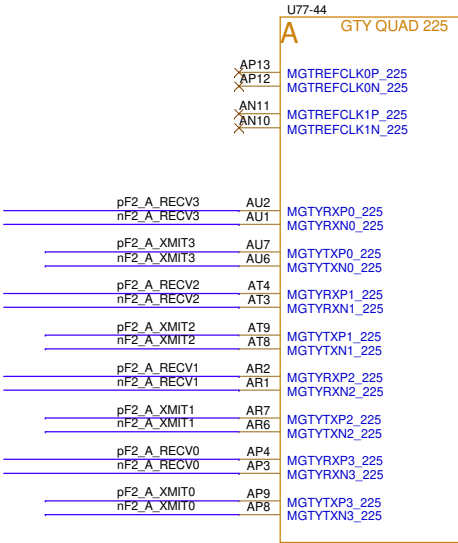 U77-44
A GTY QUAD 225
AP13 MGTREFCLK0P_225
AP12 MGTREFCLK0N_225
AN11 MGTREFCLK1P_225
AN10 MGTREFCLK1N_225
pF2_A_RECV3 AU2 MGTYRXP0_225
nF2_A_RECV3 AU1 MGTYRXN0_225
pF2_A_XMIT3 AU7 MGTYTXP0_225
nF2_A_XMIT3 AU6 MGTYTXN0_225
pF2_A_RECV2 AT4 MGTYRXP1_225
nF2_A_RECV2 AT3 MGTYRXN1_225
pF2_A_XMIT2 AT9 MGTYTXP1_225
nF2_A_XMIT2 AT8 MGTYTXN1_225
pF2_A_RECV1 AR2 MGTYRXP2_225
nF2_A_RECV1 AR1 MGTYRXN2_225
pF2_A_XMIT1 AR7 MGTYTXP2_225
nF2_A_XMIT1 AR6 MGTYTXN2_225
pF2_A_RECV0 AP4 MGTYRXP3_225
nF2_A_RECV0 AP3 MGTYRXN3_225
pF2_A_XMIT0 AP9 MGTYTXP3_225
nF2_A_XMIT0 AP8 MGTYTXN3_225